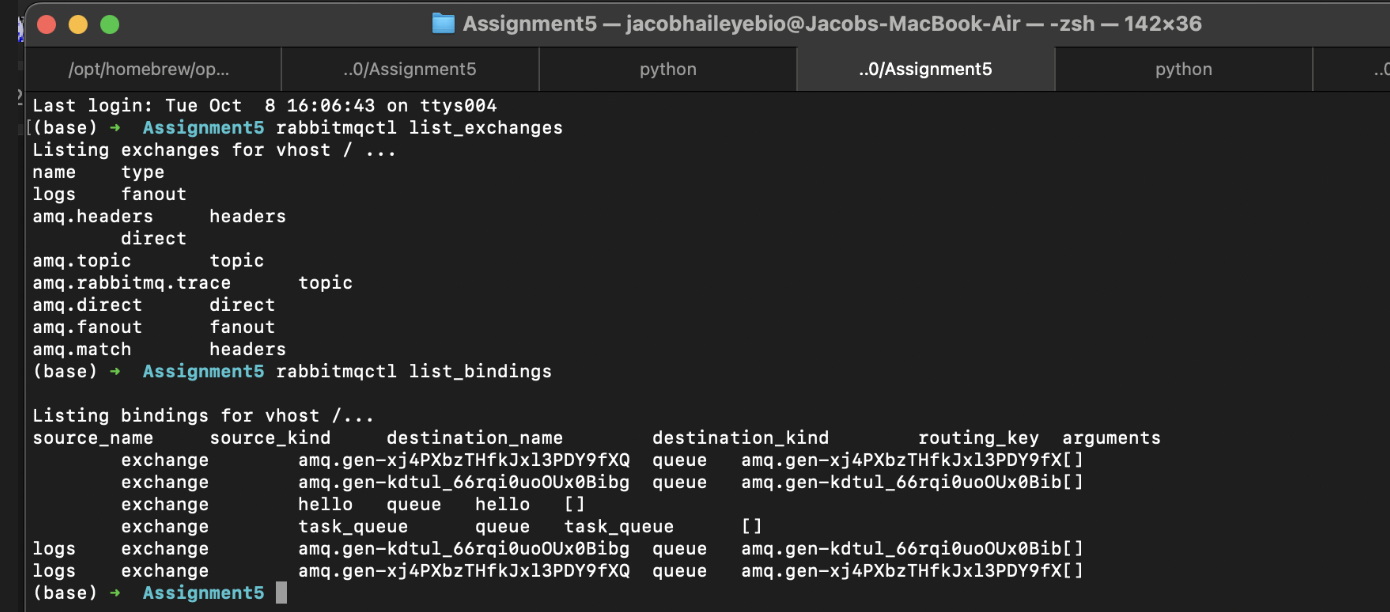 Assignment5 — jacobhaileyebio@Jacobs-MacBook-Air — -zsh — 142×36
/opt/homebrew/op... ..0/Assignment5 python ..0/Assignment5 python ..0
Last login: Tue Oct  8 16:06:43 on ttys004
[(base) ➜  Assignment5 rabbitmqctl list_exchanges
Listing exchanges for vhost / ...
name	type
logs	fanout
amq.headers	headers
	direct
amq.topic	topic
amq.rabbitmq.trace	topic
amq.direct	direct
amq.fanout	fanout
amq.match	headers
(base) ➜  Assignment5 rabbitmqctl list_bindings
Listing bindings for vhost /...
source_name	source_kind	destination_name	destination_kind	routing_key	arguments
	exchange	amq.gen-xj4PXbzTHfkJxl3PDY9fXQ	queue	amq.gen-xj4PXbzTHfkJxl3PDY9fX[]
	exchange	amq.gen-kdtul_66rqi0uoOUx0Bibg	queue	amq.gen-kdtul_66rqi0uoOUx0Bib[]
	exchange	hello	queue	hello	[]
	exchange	task_queue	queue	task_queue	[]
logs	exchange	amq.gen-kdtul_66rqi0uoOUx0Bibg	queue	amq.gen-kdtul_66rqi0uoOUx0Bib[]
logs	exchange	amq.gen-xj4PXbzTHfkJxl3PDY9fXQ	queue	amq.gen-xj4PXbzTHfkJxl3PDY9fX[]
(base) ➜  Assignment5